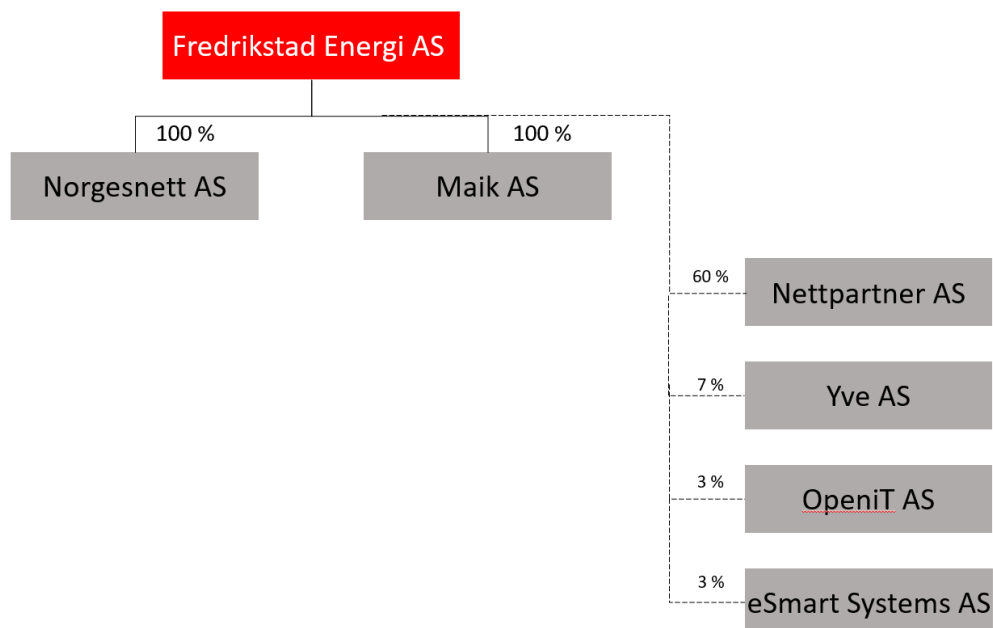 Fredrikstad Energi AS
100 %
100 %
Norgesnett AS
Maik AS
60 %
Nettpartner AS
7 %
Yve AS
3 %
OpeniT AS
3 %
eSmart Systems AS